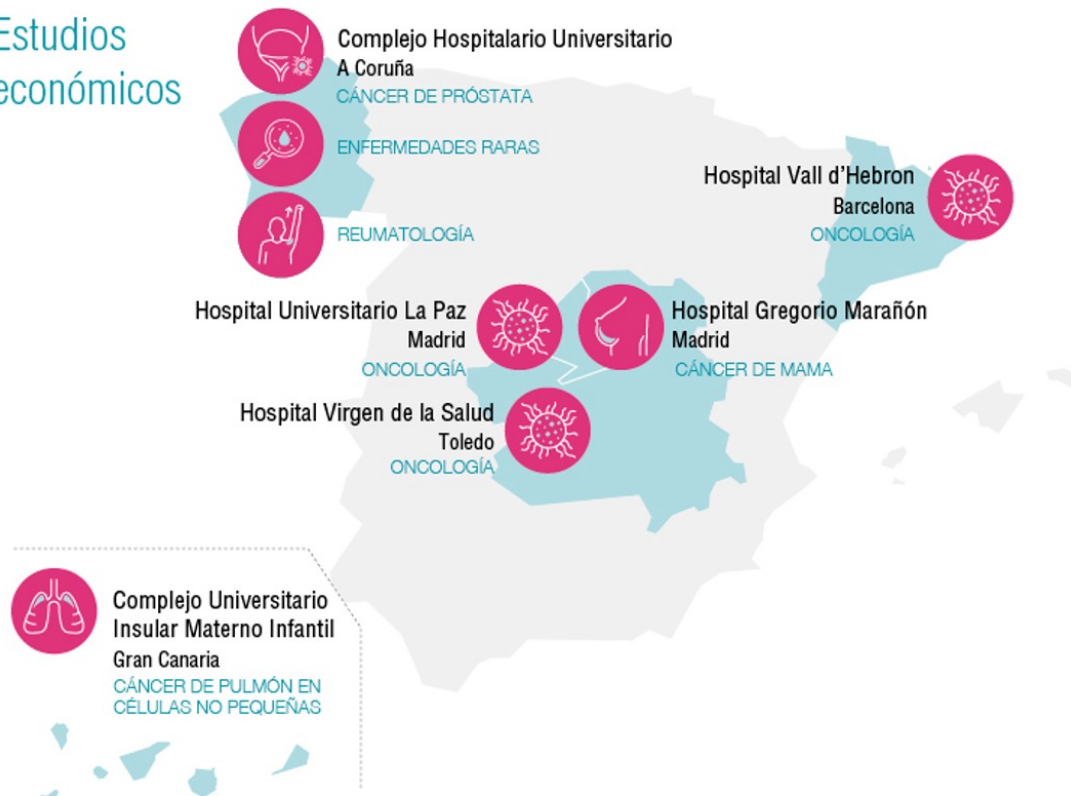 Estudios
económicos
Complejo Hospitalario Universitario
A Coruña
CÁNCER DE PRÓSTATA
ENFERMEDADES RARAS
REUMATOLOGÍA
Hospital Vall d’Hebron
Barcelona
ONCOLOGÍA
Hospital Universitario La Paz
Madrid
ONCOLOGÍA
Hospital Gregorio Marañón
Madrid
CÁNCER DE MAMA
Hospital Virgen de la Salud
Toledo
ONCOLOGÍA
Complejo Universitario
Insular Materno Infantil
Gran Canaria
CÁNCER DE PULMÓN EN
CÉLULAS NO PEQUEÑAS